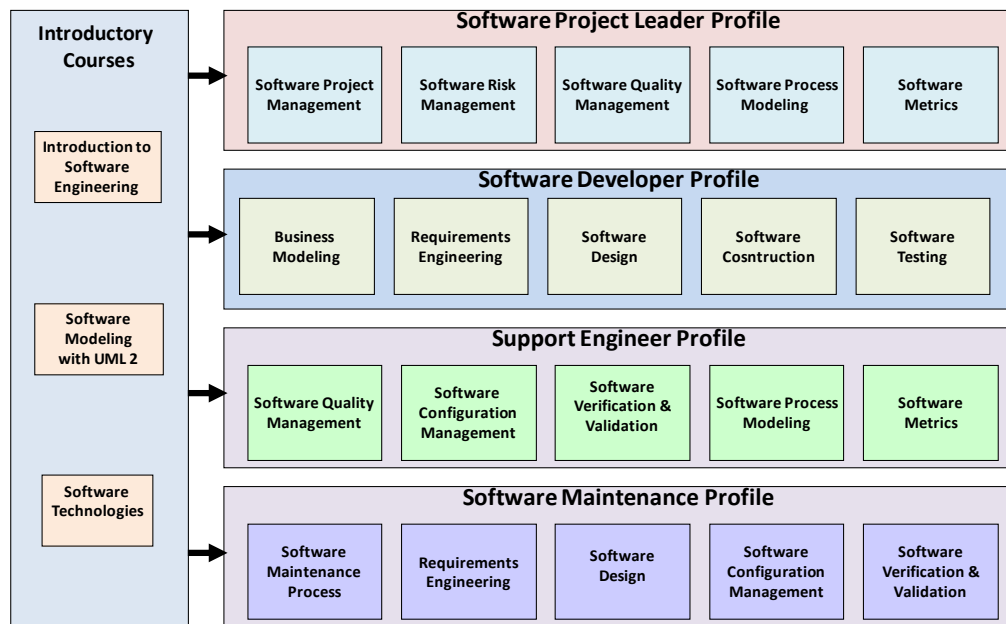 Introductory
Courses
Introduction to
Software
Engineering
Software
Modeling
with UML 2
Software
Technologies
Software Project Leader Profile
Software Project
Management
Software Risk
Management
Software Quality
Management
Software Process
Modeling
Software
Metrics
Software Developer Profile
Business
Modeling
Requirements
Engineering
Software
Design
Software
Cosntruction
Software
Testing
Support Engineer Profile
Software Quality
Management
Software
Configuration
Management
Software
Verification &
Validation
Software Process
Modeling
Software
Metrics
Software Maintenance Profile
Software
Maintenance
Process
Requirements
Engineering
Software
Design
Software
Configuration
Management
Software
Verification &
Validation